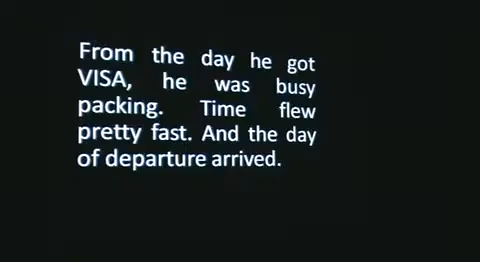 From the day he got
VISA, he was busy
packing. Time flew
pretty fast. And the day
of departure arrived.